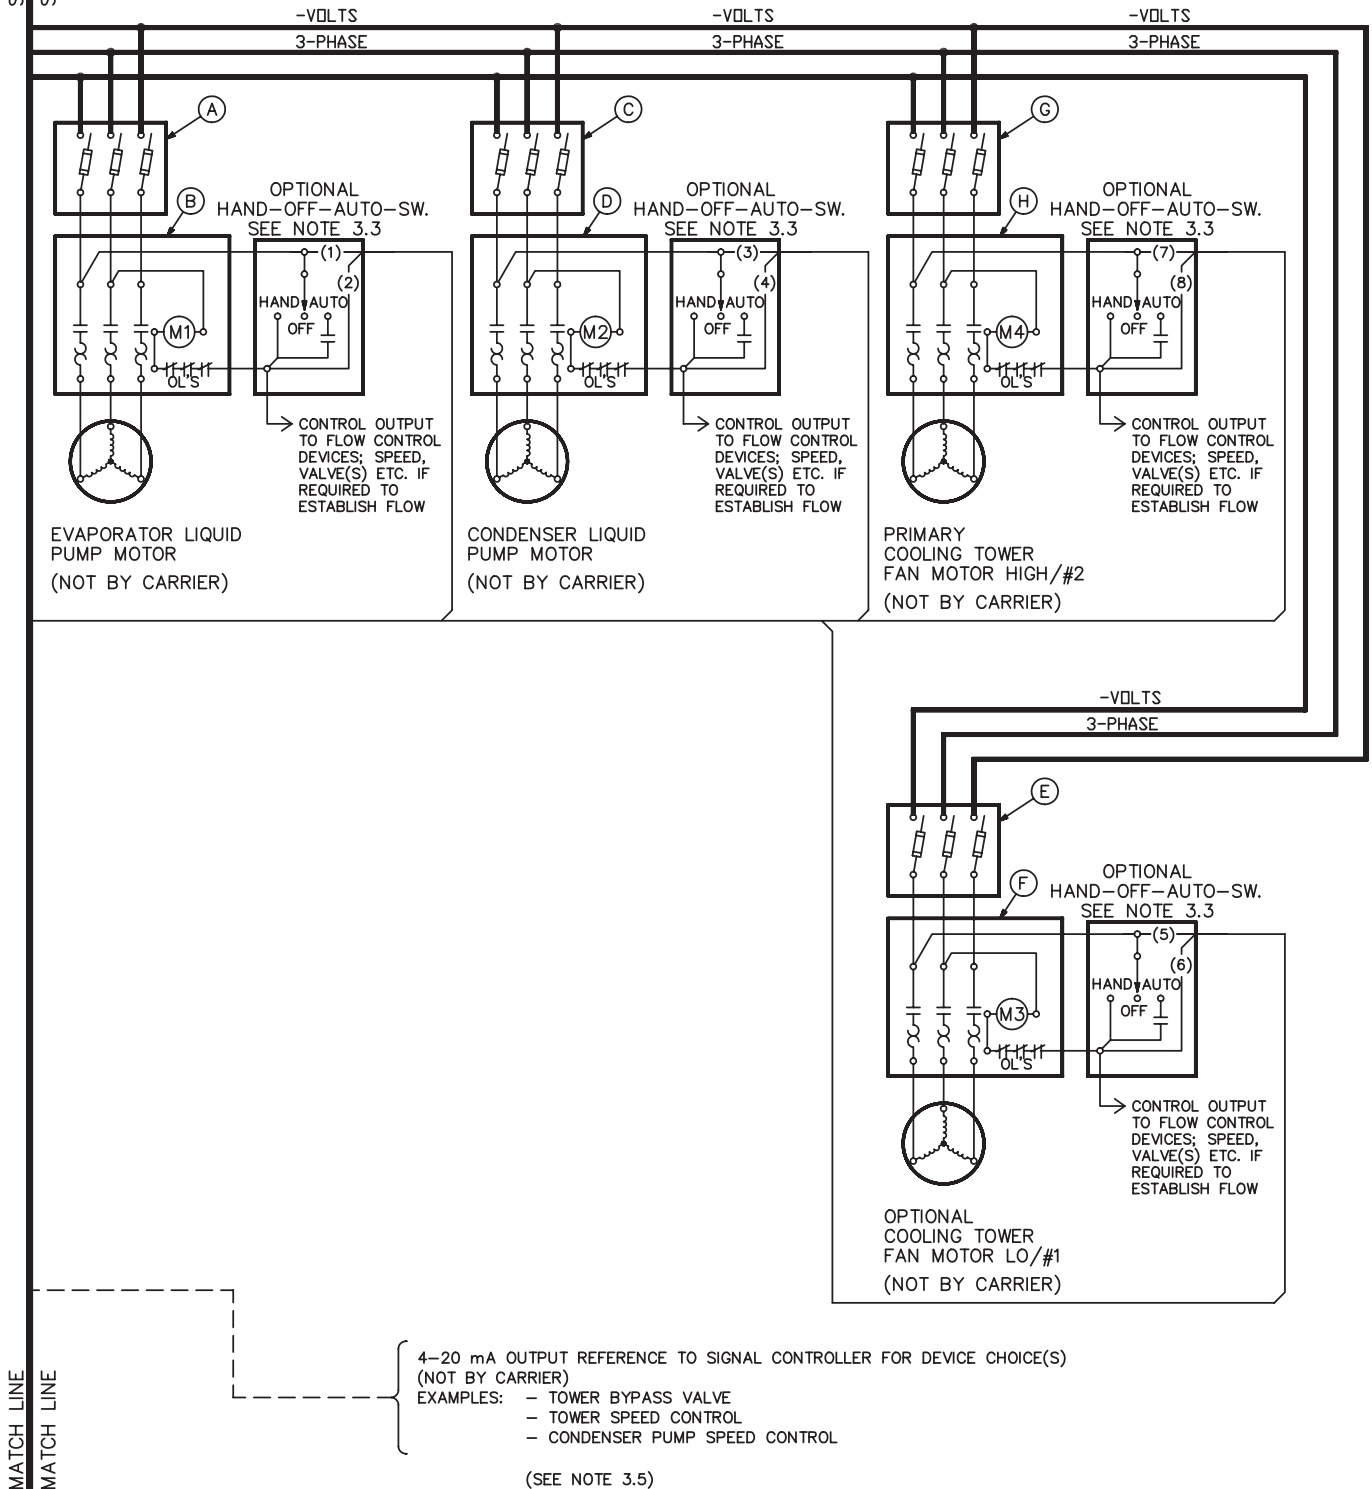 -VOLTS
3-PHASE
-VOLTS
3-PHASE
-VOLTS
3-PHASE
A
C
G
B
OPTIONAL
HAND-OFF-AUTO-SW.
SEE NOTE 3.3
(1)
(2)
HAND AUTO
OFF
M1
OL'S
CONTROL OUTPUT
TO FLOW CONTROL
DEVICES; SPEED,
VALVE(S) ETC. IF
REQUIRED TO
ESTABLISH FLOW
EVAPORATOR LIQUID
PUMP MOTOR
(NOT BY CARRIER)
D
OPTIONAL
HAND-OFF-AUTO-SW.
SEE NOTE 3.3
(3)
(4)
HAND AUTO
OFF
M2
OL'S
CONTROL OUTPUT
TO FLOW CONTROL
DEVICES; SPEED,
VALVE(S) ETC. IF
REQUIRED TO
ESTABLISH FLOW
CONDENSER LIQUID
PUMP MOTOR
(NOT BY CARRIER)
H
OPTIONAL
HAND-OFF-AUTO-SW.
SEE NOTE 3.3
(7)
(8)
HAND AUTO
OFF
M4
OL'S
CONTROL OUTPUT
TO FLOW CONTROL
DEVICES; SPEED,
VALVE(S) ETC. IF
REQUIRED TO
ESTABLISH FLOW
PRIMARY
COOLING TOWER
FAN MOTOR HIGH/#2
(NOT BY CARRIER)
-VOLTS
3-PHASE
E
F
OPTIONAL
HAND-OFF-AUTO-SW.
SEE NOTE 3.3
(5)
(6)
HAND AUTO
OFF
M3
OL'S
CONTROL OUTPUT
TO FLOW CONTROL
DEVICES; SPEED,
VALVE(S) ETC. IF
REQUIRED TO
ESTABLISH FLOW
OPTIONAL
COOLING TOWER
FAN MOTOR LO/#1
(NOT BY CARRIER)
4-20 mA OUTPUT REFERENCE TO SIGNAL CONTROLLER FOR DEVICE CHOICE(S)
(NOT BY CARRIER)
EXAMPLES: - TOWER BYPASS VALVE
- TOWER SPEED CONTROL
- CONDENSER PUMP SPEED CONTROL
(SEE NOTE 3.5)
MATCH LINE
MATCH LINE